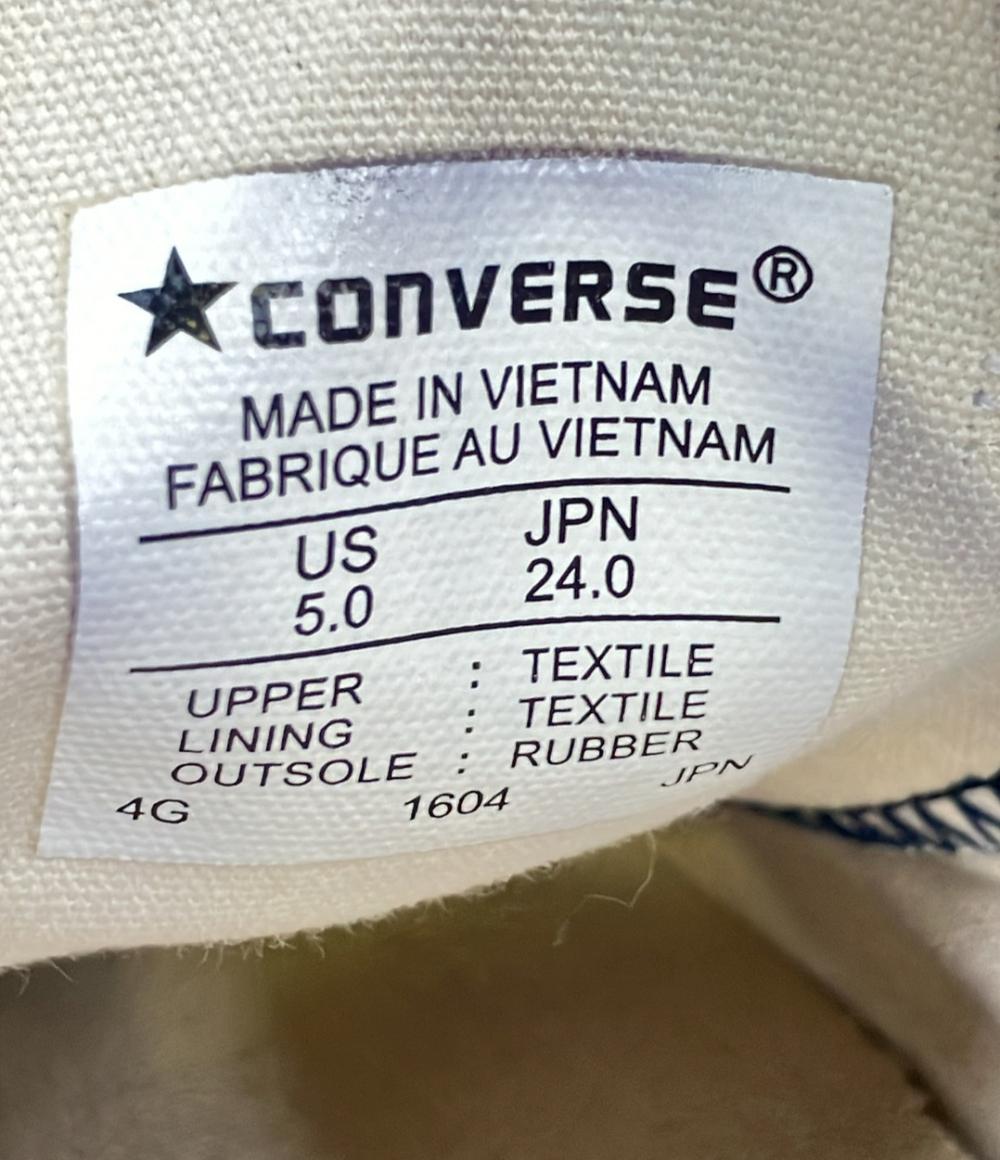 ★CONVERSE®
MADE IN VIETNAM
FABRIQUE AU VIETNAM
US JPN
5.0 24.0
UPPER : TEXTILE
LINING : TEXTILE
OUTSOLE : RUBBER
4G 1604 JPN